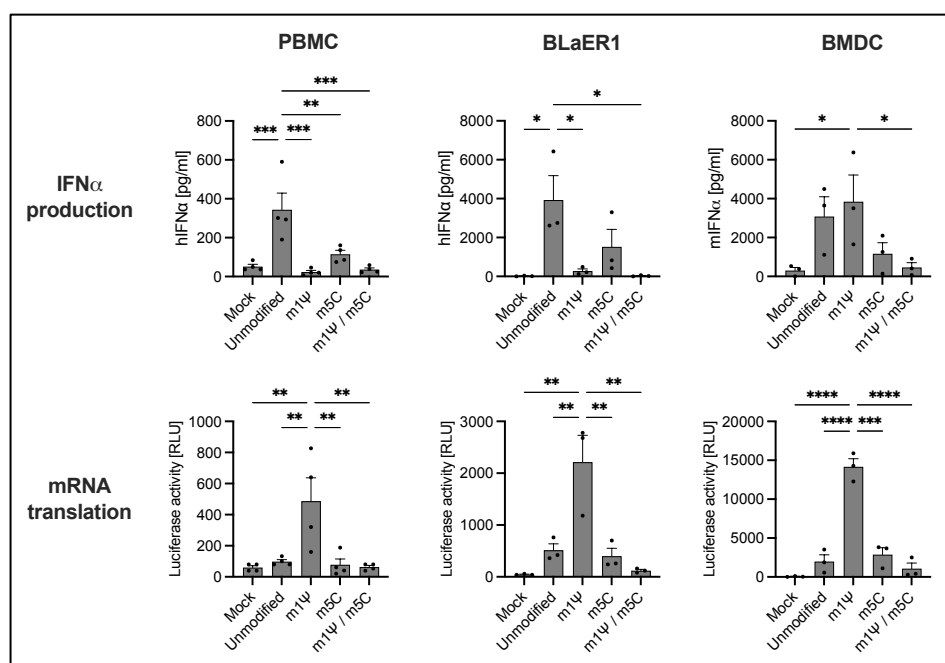 PBMC
BLaER1
BMDC
IFNα
production
hIFNα [pg/ml]
800
600
400
200
0
***
**
***
***
Mock
Unmodified
m1Ψ
m5C
m1Ψ / m5C
hIFNα [pg/ml]
8000
6000
4000
2000
0
*
*
*
Mock
Unmodified
m1Ψ
m5C
m1Ψ / m5C
mIFNα [pg/ml]
800
600
400
200
0
*
*
Mock
Unmodified
m1Ψ
m5C
m1Ψ / m5C
mRNA
translation
Luciferase activity [RLU]
1000
800
600
400
200
0
**
**
**
**
Mock
Unmodified
m1Ψ
m5C
m1Ψ / m5C
Luciferase activity [RLU]
3000
2000
1000
0
**
**
**
**
Mock
Unmodified
m1Ψ
m5C
m1Ψ / m5C
Luciferase activity [RLU]
20000
15000
10000
5000
0
****
****
****
***
Mock
Unmodified
m1Ψ
m5C
m1Ψ / m5C